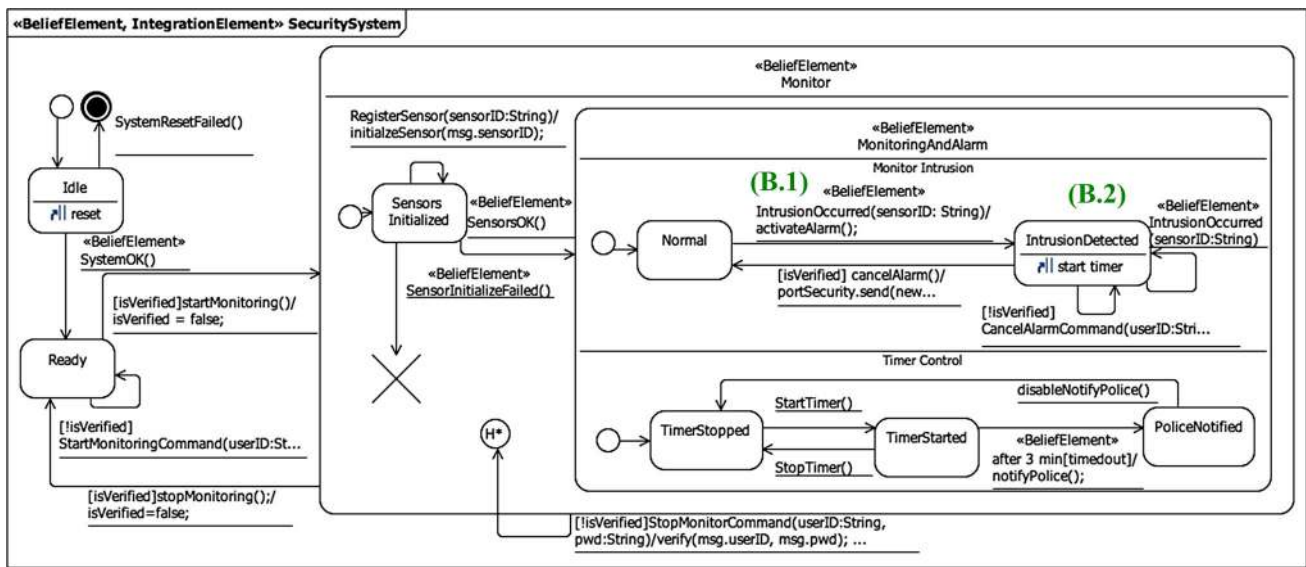 «BeliefElement, IntegrationElement» SecuritySystem
«BeliefElement»
Monitor
SystemResetFailed()
Idle
reset
«BeliefElement»
SystemOK()
[isVerified]startMonitoring()/
isVerified = false;
Ready
[!isVerified]
StartMonitoringCommand(userID:St...
[isVerified]stopMonitoring();/
isVerified=false;
RegisterSensor(sensorID:String)/
initialzeSensor(msg.sensorID);
Sensors
Initialized
«BeliefElement»
SensorsOK()
«BeliefElement»
SensorInitializeFailed()
H*
[!isVerified]StopMonitorCommand(userID:String,
pwd:String)/verify(msg.userID, msg.pwd); ...
«BeliefElement»
MonitoringAndAlarm
Monitor Intrusion
(B.1)
«BeliefElement»
IntrusionOccurred(sensorID: String)/
activateAlarm();
(B.2)
Normal
IntrusionDetected
start timer
«BeliefElement»
IntrusionOccurred
(sensorID:String)
[isVerified] cancelAlarm()/
portSecurity.send(new...
[!isVerified]
CancelAlarmCommand(userID:Stri...
Timer Control
disableNotifyPolice()
StartTimer()
TimerStopped
TimerStarted
PoliceNotified
StopTimer()
«BeliefElement»
after 3 min[timedout]/
notifyPolice();